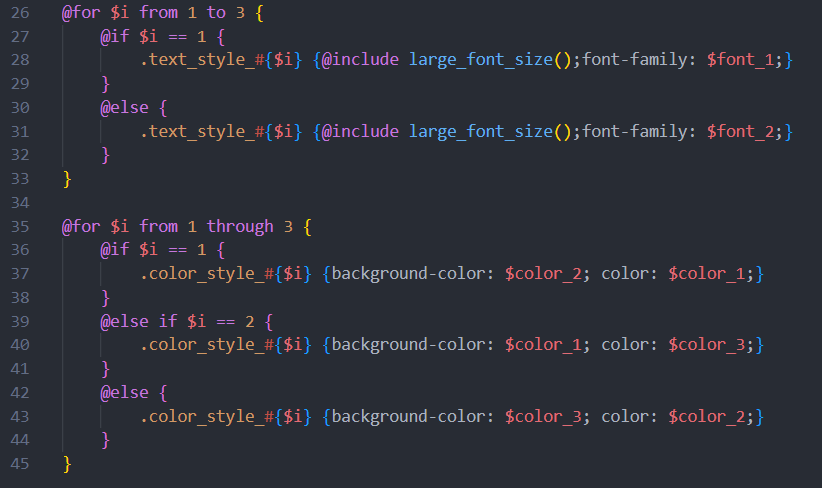 26 @for $i from 1 to 3 {
27     @if $i == 1 {
28         .text_style_#{$i} {@include large_font_size();font-family: $font_1;}
29     }
30     @else {
31         .text_style_#{$i} {@include large_font_size();font-family: $font_2;}
32     }
33 }
34
35 @for $i from 1 through 3 {
36     @if $i == 1 {
37         .color_style_#{$i} {background-color: $color_2; color: $color_1;}
38     }
39     @else if $i == 2 {
40         .color_style_#{$i} {background-color: $color_1; color: $color_3;}
41     }
42     @else {
43         .color_style_#{$i} {background-color: $color_3; color: $color_2;}
44     }
45 }